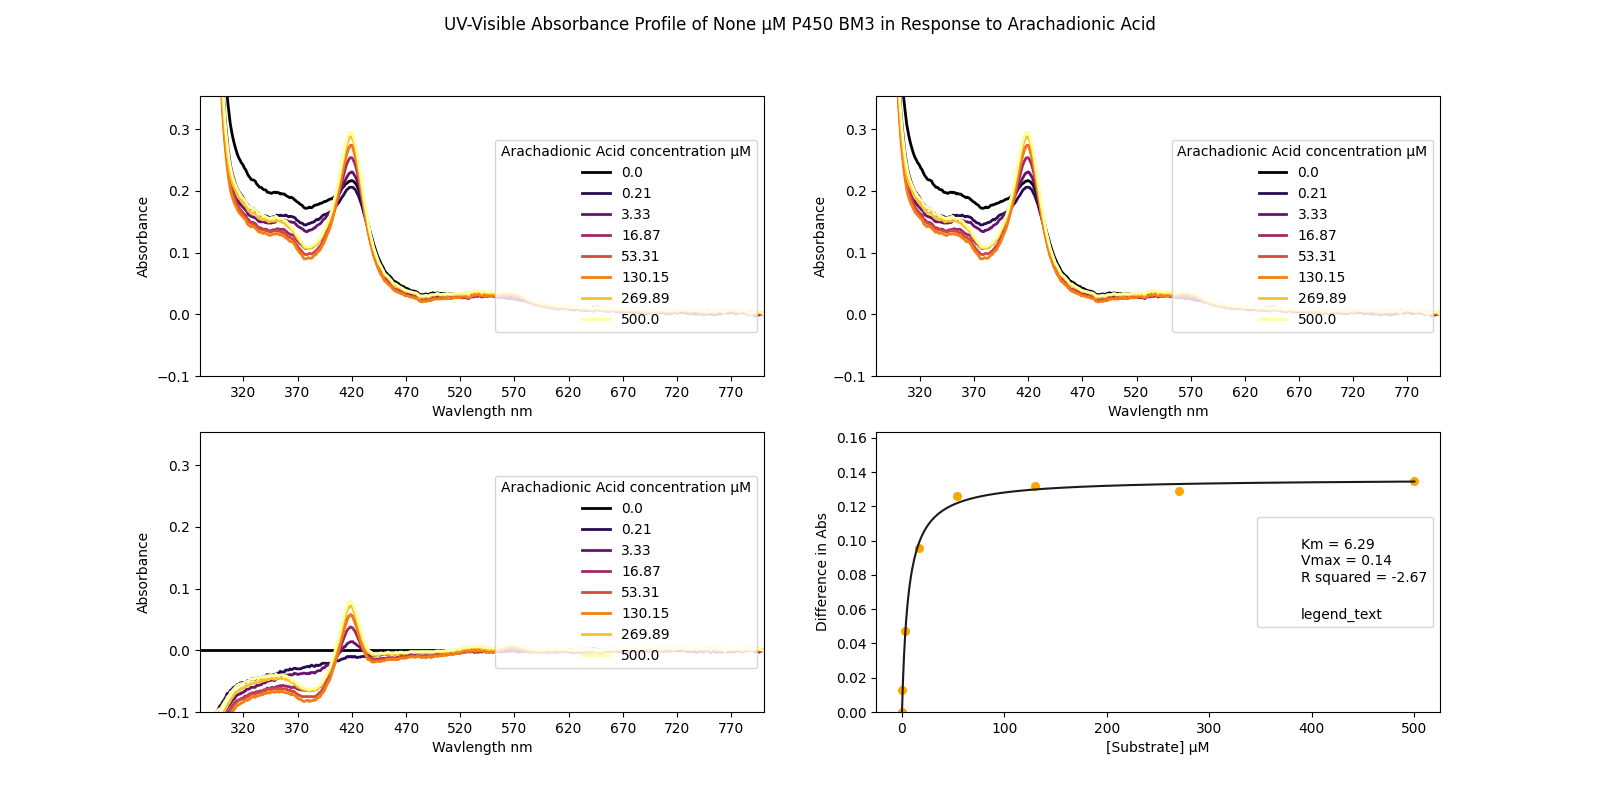 UV-Visible Absorbance Profile of None μM P450 BM3 in Response to Arachadionic Acid
0.3
0.2
0.1
0.0
−0.1
Absorbance
Arachadionic Acid concentration μM
0.0
0.21
3.33
16.87
53.31
130.15
269.89
500.0
320 370 420 470 520 570 620 670 720 770
Wavlength nm
0.3
0.2
0.1
0.0
−0.1
Absorbance
Arachadionic Acid concentration μM
0.0
0.21
3.33
16.87
53.31
130.15
269.89
500.0
320 370 420 470 520 570 620 670 720 770
Wavlength nm
0.3
0.2
0.1
0.0
−0.1
Absorbance
Arachadionic Acid concentration μM
0.0
0.21
3.33
16.87
53.31
130.15
269.89
500.0
320 370 420 470 520 570 620 670 720 770
Wavlength nm
0.16
0.14
0.12
0.10
0.08
0.06
0.04
0.02
0.00
Difference in Abs
Km = 6.29
Vmax = 0.14
R squared = -2.67
legend_text
0 100 200 300 400 500
[Substrate] μM